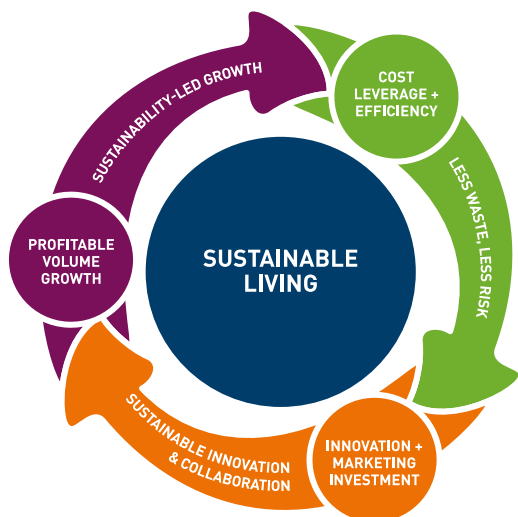 SUSTAINABLE
LIVING
PROFITABLE
VOLUME
GROWTH
SUSTAINABILITY-LED GROWTH
COST
LEVERAGE +
EFFICIENCY
LESS WASTE, LESS RISK
INNOVATION +
MARKETING
INVESTMENT
SUSTAINABLE INNOVATION
& COLLABORATION